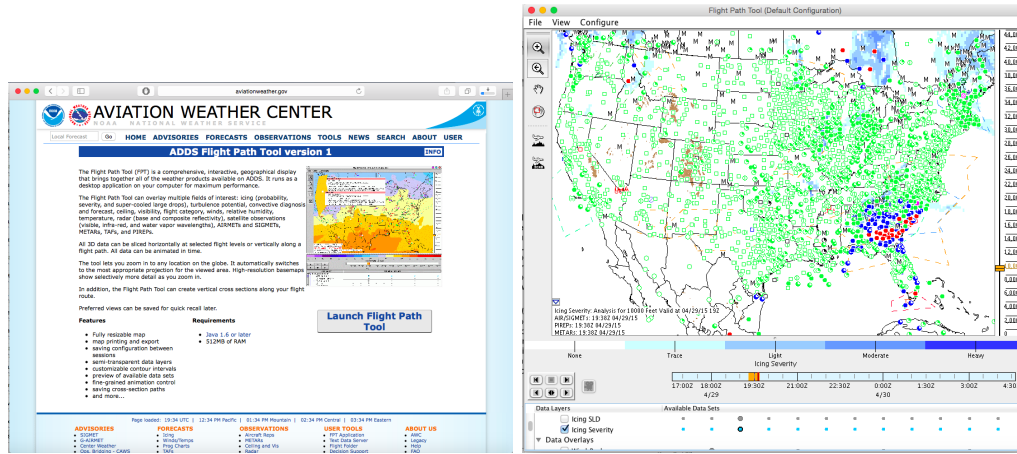 aviationweather.gov
AVIATION WEATHER CENTER
NOAA NATIONAL WEATHER SERVICE
Local Forecast Go HOME ADVISORIES FORECASTS OBSERVATIONS TOOLS NEWS SEARCH ABOUT USER
ADDS Flight Path Tool version 1 INFO
The Flight Path Tool (FPT) is a comprehensive, interactive, geographical display
that brings together all of the weather products available on ADDS. It runs as a
desktop application on your computer for maximum performance.
The Flight Path Tool can overlay multiple fields of interest: icing (probability,
severity, and super-cooled large drops), turbulence potential, convective diagnosis
and forecast, ceiling, visibility, flight category, winds, relative humidity,
temperature, radar (base and composite reflectivity), satellite observations
(visible, infra-red, and water vapor wavelengths), AIRMETs and SIGMETs,
METARs, TAFs, and PIREPs.
All 3D data can be sliced horizontally at selected flight levels or vertically along a
flight path. All data can be animated in time.
The tool lets you zoom in to any location on the globe. It automatically switches
to the most appropriate projection for the viewed area. High-resolution basemaps
show selectively more detail as you zoom in.
In addition, the Flight Path Tool can create vertical cross sections along your flight
route.
Preferred views can be saved for quick recall later.
Launch Flight Path
Tool
Features
Fully resizable map
map printing and export
saving configuration between
sessions
semi-transparent data layers
customizable contour intervals
preview of available data sets
fine-grained animation control
saving cross-section paths
and more...
Requirements
Java 1.6 or later
512MB of RAM
Page loaded: 19:34 UTC | 12:34 PM Pacific | 01:34 PM Mountain | 02:34 PM Central | 03:34 PM Eastern
ADVISORIES
SIGMET
G-AIRMET
Center Weather
Ops. Bridging - CAWS
FORECASTS
Icing
Winds/Temps
Prog Charts
TAFs
OBSERVATIONS
Aircraft Reps
METARs
Ceiling and Vis
Radar
USER TOOLS
FPT Application
Text Data Server
Flight Folder
Decision Support
ABOUT US
AWC
Legacy
Help
FAQ
Flight Path Tool (Default Configuration)
File View Configure
Icing Severity: Analysis for 10000 Feet Valid at 04/29/15 19Z
AIR/SIGMETs: 19:38Z 04/29/15
PIREPs: 19:38Z 04/29/15
METARs: 19:38Z 04/29/15
None Trace Light Moderate Heavy
Icing Severity
17:00Z 18:00Z 19:30Z 21:00Z 22:30Z 0:00Z 1:30Z 3:00Z 4:30
4/29 4/30
Data Layers Available Data Sets
Icing SLD
Icing Severity
Data Overlays